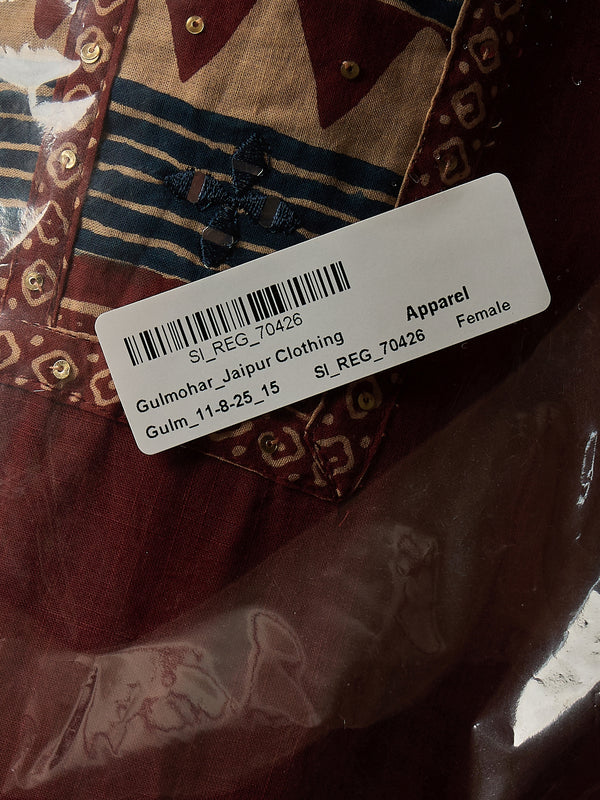 SI_REG_70426
Apparel
Gulmohar_Jaipur Clothing
Female
Gulm_11-8-25_15 SI_REG_70426